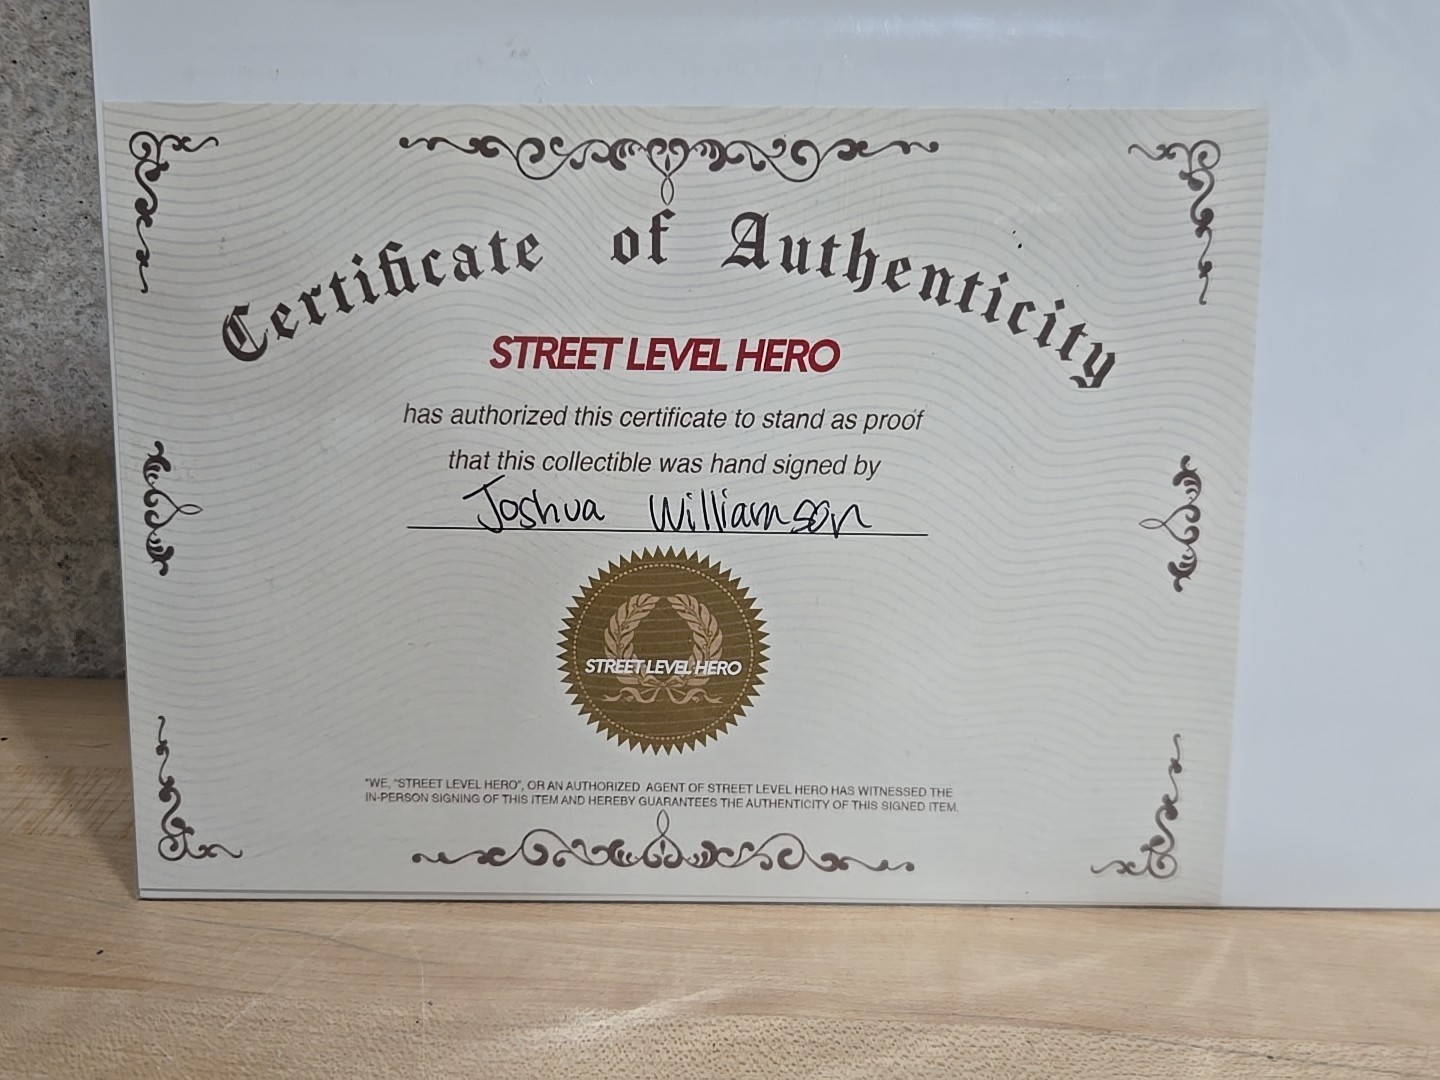 Certificate of Authenticity
STREET LEVEL HERO
has authorized this certificate to stand as proof
that this collectible was hand signed by
Joshua Williamson
STREET LEVEL HERO
"WE, "STREET LEVEL HERO", OR AN AUTHORIZED AGENT OF STREET LEVEL HERO HAS WITNESSED THE
IN-PERSON SIGNING OF THIS ITEM AND HEREBY GUARANTEES THE AUTHENTICITY OF THIS SIGNED ITEM.